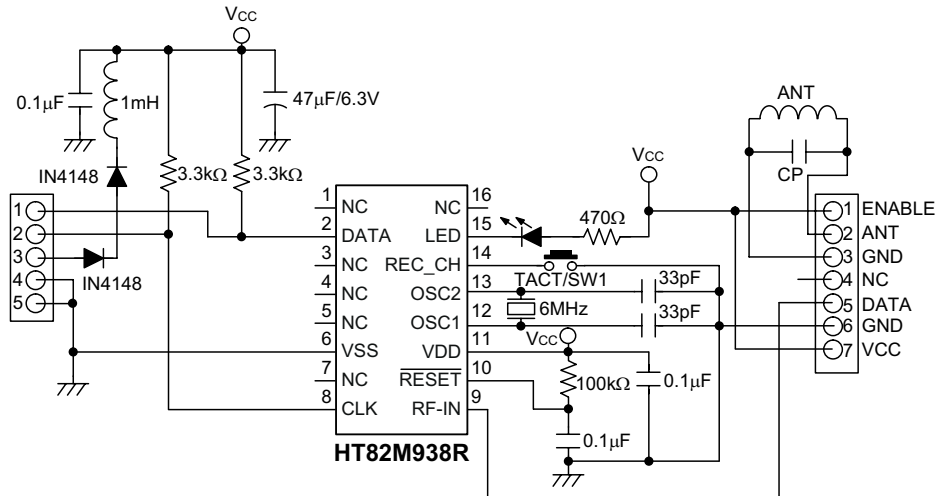 VCC
0.1µF
1mH
47µF/6.3V
ANT
CP
IN4148
3.3kΩ
3.3kΩ
VCC
IN4148
1
2
3
4
5
1 NC
2 DATA
3 NC
4 NC
5 NC
6 VSS
7 NC
8 CLK
16 NC
15 LED
14 REC_CH
13 OSC2
12 OSC1
11 VDD
10 RESET
9 RF-IN
HT82M938R
470Ω
TACT/SW1
33pF
6MHz
33pF
VCC
100kΩ
0.1µF
0.1µF
1 ENABLE
2 ANT
3 GND
4 NC
5 DATA
6 GND
7 VCC